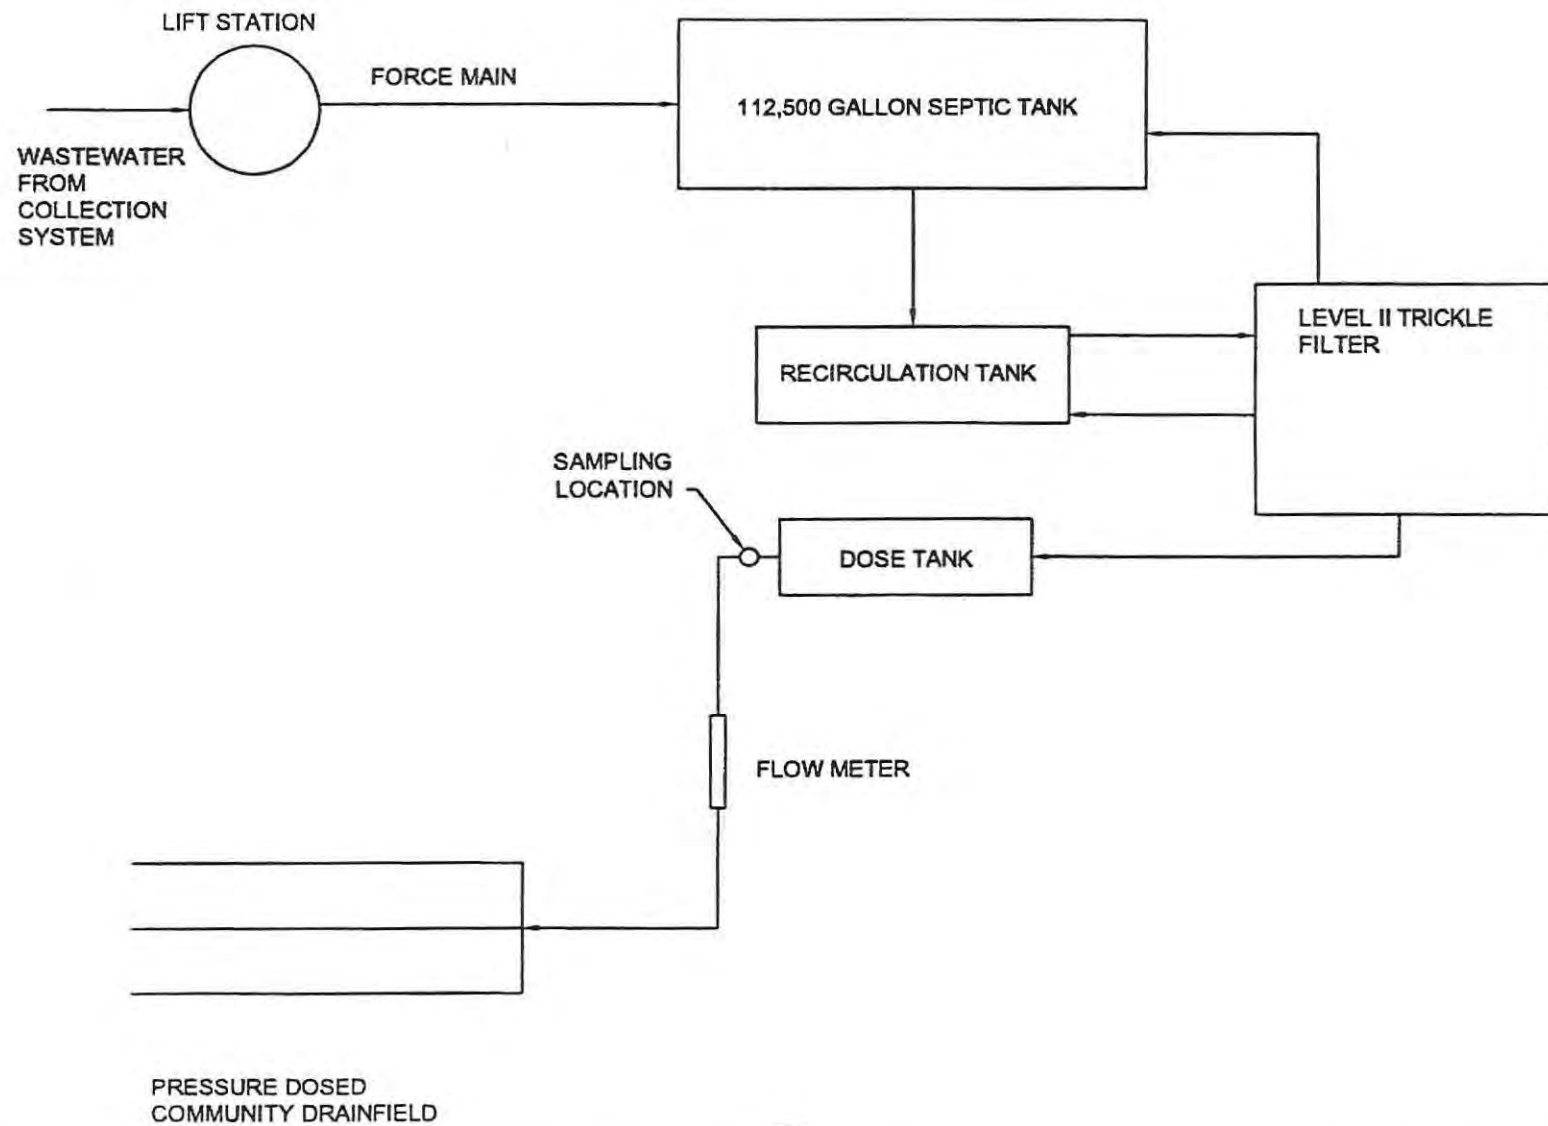 LIFT STATION
FORCE MAIN
112,500 GALLON SEPTIC TANK
WASTEWATER
FROM
COLLECTION
SYSTEM
LEVEL II TRICKLE
FILTER
RECIRCULATION TANK
SAMPLING
LOCATION
DOSE TANK
FLOW METER
PRESSURE DOSED
COMMUNITY DRAINFIELD